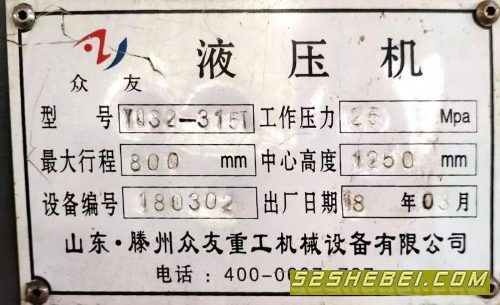 众友
液压机
型号 YQ32-315T 工作压力 25 Mpa
最大行程 800 mm 中心高度 1250 mm
设备编号 180302 出厂日期 18 年 03 月
山东·滕州众友重工机械设备有限公司
电话：400-0
SESHEBEI.COM